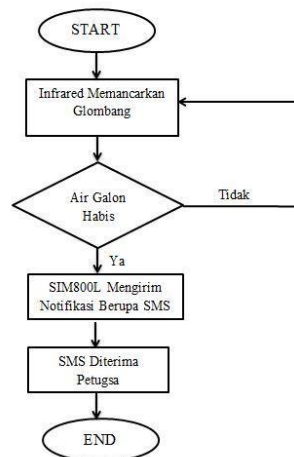 START
Infrared Memancarkan
Glombang
Air Galon
Habis
Tidak
Ya
SIM800L Mengirim
Notifikasi Berupa SMS
SMS Diterima
Petugsa
END